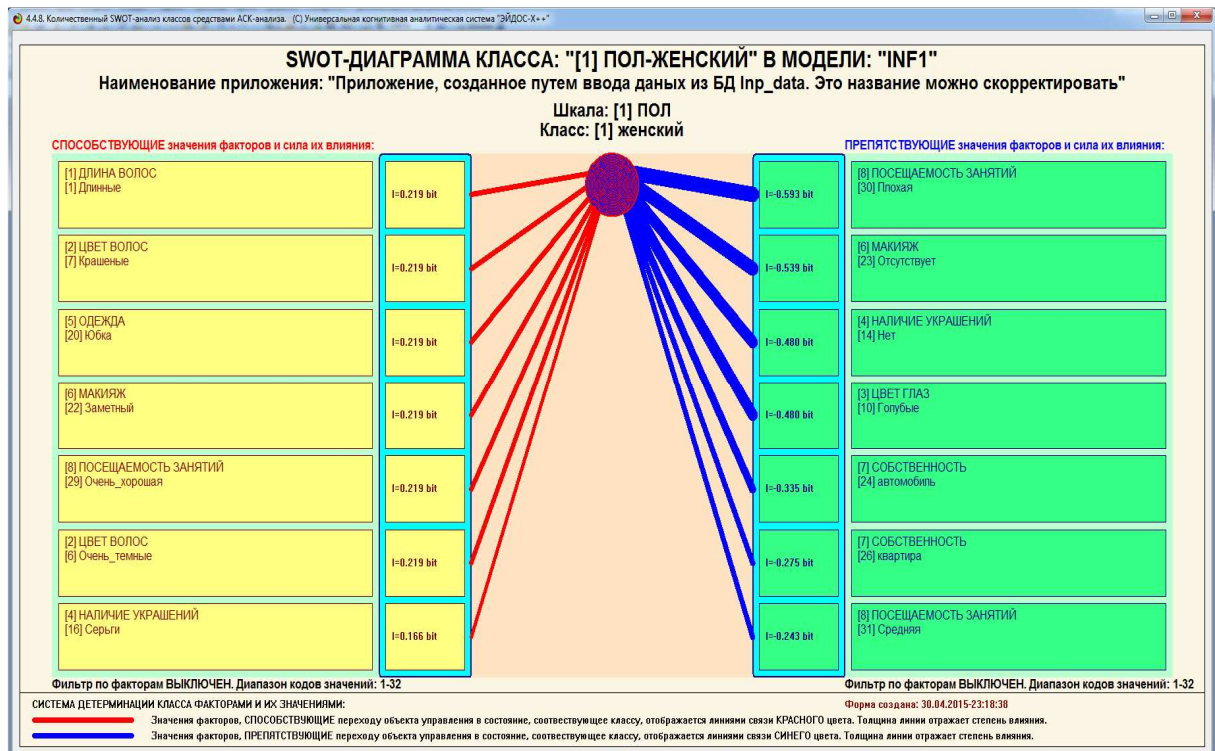 4.4.8. Количественный SWOT-анализ классов средствами АСК-анализа. (С) Универсальная когнитивная аналитическая система "ЭЙДОС-X++"
SWOT-ДИАГРАММА КЛАССА: "[1] ПОЛ-ЖЕНСКИЙ" В МОДЕЛИ: "INF1"
Наименование приложения: "Приложение, созданное путем ввода даных из БД Inp_data. Это название можно скорректировать"
Шкала: [1] ПОЛ
Класс: [1] женский
СПОСОБСТВУЮЩИЕ значения факторов и сила их влияния:
[1] ДЛИНА ВОЛОС
[1] Длинные
I=0.219 bit
[2] ЦВЕТ ВОЛОС
[7] Крашеные
I=0.219 bit
[5] ОДЕЖДА
[20] Юбка
I=0.219 bit
[6] МАКИЯЖ
[22] Заметный
I=0.219 bit
[8] ПОСЕЩАЕМОСТЬ ЗАНЯТИЙ
[29] Очень_хорошая
I=0.219 bit
[2] ЦВЕТ ВОЛОС
[6] Очень_темные
I=0.219 bit
[4] НАЛИЧИЕ УКРАШЕНИЙ
[16] Серьги
I=0.166 bit
Фильтр по факторам ВЫКЛЮЧЕН. Диапазон кодов значений: 1-32
ПРЕПЯТСТВУЮЩИЕ значения факторов и сила их влияния:
I=-0.593 bit
[8] ПОСЕЩАЕМОСТЬ ЗАНЯТИЙ
[30] Плохая
I=-0.539 bit
[6] МАКИЯЖ
[23] Отсутствует
I=-0.480 bit
[4] НАЛИЧИЕ УКРАШЕНИЙ
[14] Нет
I=-0.480 bit
[3] ЦВЕТ ГЛАЗ
[10] Голубые
I=-0.335 bit
[7] СОБСТВЕННОСТЬ
[24] автомобиль
I=-0.275 bit
[7] СОБСТВЕННОСТЬ
[26] квартира
I=-0.243 bit
[8] ПОСЕЩАЕМОСТЬ ЗАНЯТИЙ
[31] Средняя
Фильтр по факторам ВЫКЛЮЧЕН. Диапазон кодов значений: 1-32
СИСТЕМА ДЕТЕРМИНАЦИИ КЛАССА ФАКТОРАМИ И ИХ ЗНАЧЕНИЯМИ:
Форма создана: 30.04.2015-23:18:38
Значения факторов, СПОСОБСТВУЮЩИЕ переходу объекта управления в состояние, соотвествующее классу, отображается линиями связи КРАСНОГО цвета. Толщина линии отражает степень влияния.
Значения факторов, ПРЕПЯТСТВУЮЩИЕ переходу объекта управления в состояние, соотвествующее классу, отображается линиями связи СИНЕГО цвета. Толщина линии отражает степень влияния.